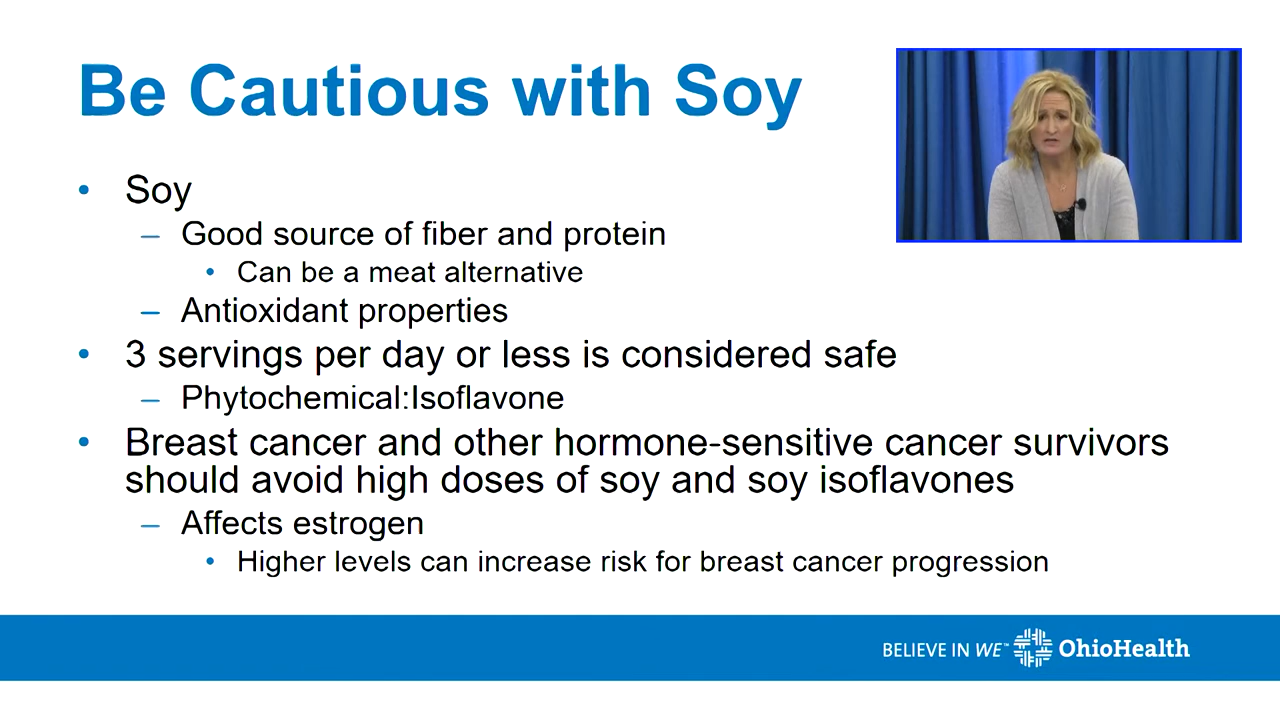 Be Cautious with Soy
• Soy
– Good source of fiber and protein
• Can be a meat alternative
– Antioxidant properties
• 3 servings per day or less is considered safe
– Phytochemical:Isoflavone
• Breast cancer and other hormone-sensitive cancer survivors
should avoid high doses of soy and soy isoflavones
– Affects estrogen
• Higher levels can increase risk for breast cancer progression
BELIEVE IN WE™ OhioHealth